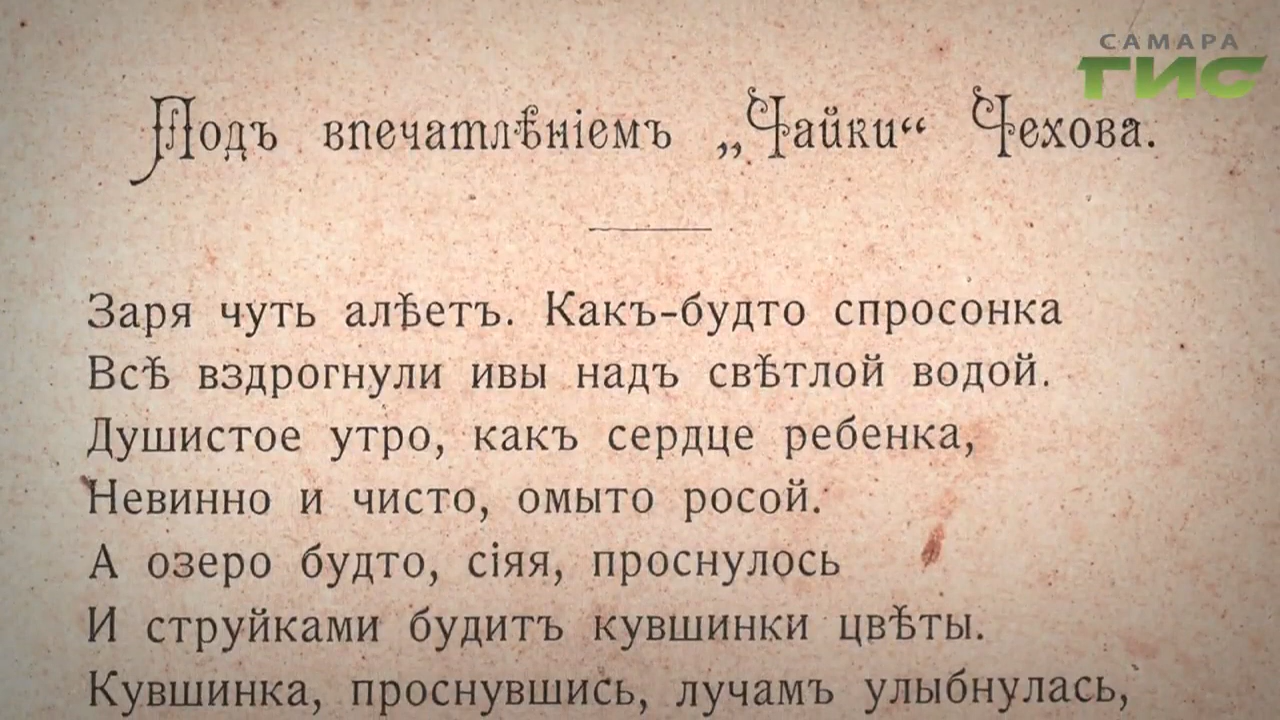 САМАРА
ГИС
Подъ впечатлѣніемъ „Чайки“ Чехова.
Заря чуть алѣетъ. Какъ-будто спросонка
Всѣ вздрогнули ивы надъ свѣтлой водой.
Душистое утро, какъ сердце ребенка,
Невинно и чисто, омыто росой.
А озеро будто, сіяя, проснулось
И струйками будитъ кувшинки цвѣты.
Кувшинка, проснувшись, лучамъ улыбнулась,